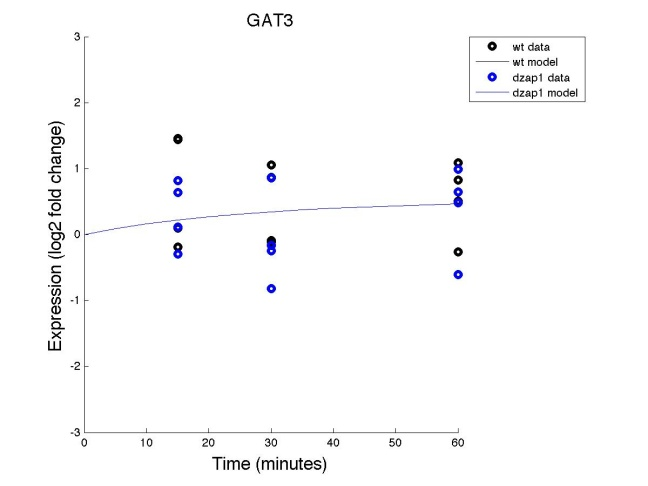 GAT3
wt data
wt model
dzap1 data
dzap1 model
3
2
1
0
-1
-2
-3
Expression (log2 fold change)
0 10 20 30 40 50 60
Time (minutes)